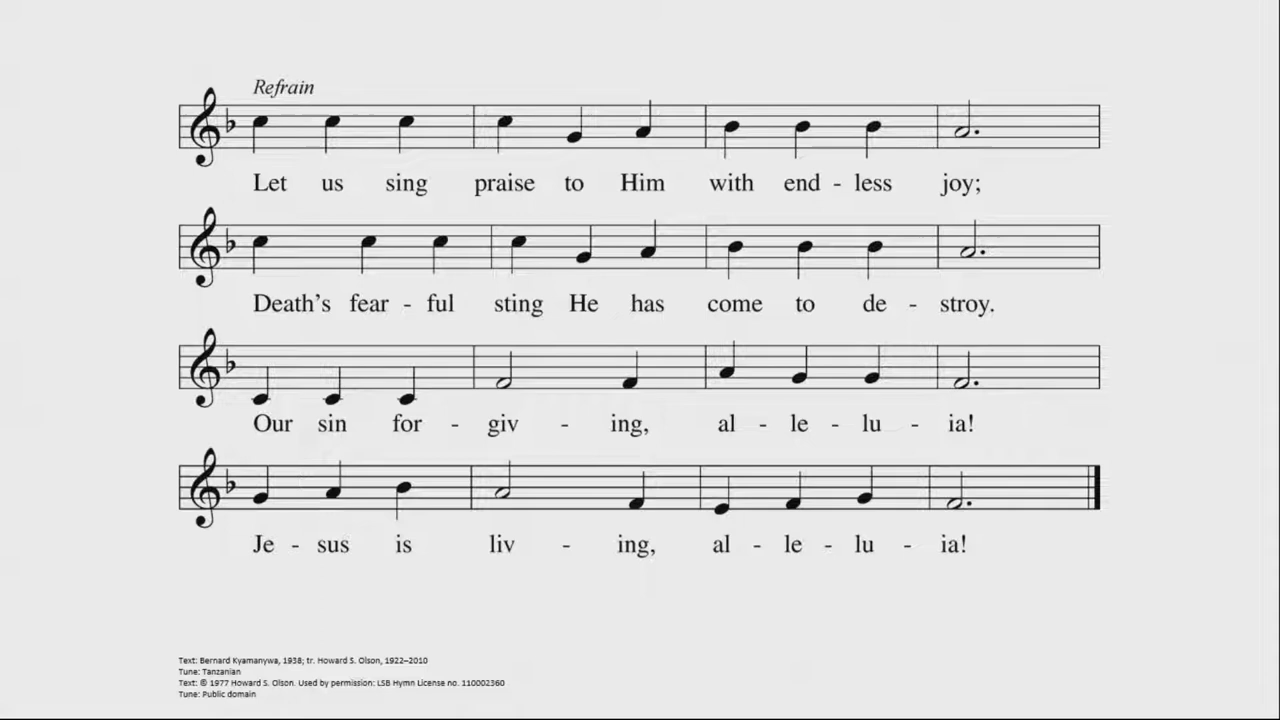 Refrain
Let us sing praise to Him with end - less joy;
Death's fear - ful sting He has come to de - stroy.
Our sin for - giv - ing, al - le - lu - ia!
Je - sus is liv - ing, al - le - lu - ia!
Text: Bernard Kyamanywa, 1938; tr. Howard S. Olson, 1922–2010
Tune: Tanzanian
Text: © 1977 Howard S. Olson. Used by permission: LSB Hymn License no. 110002360
Tune: Public domain